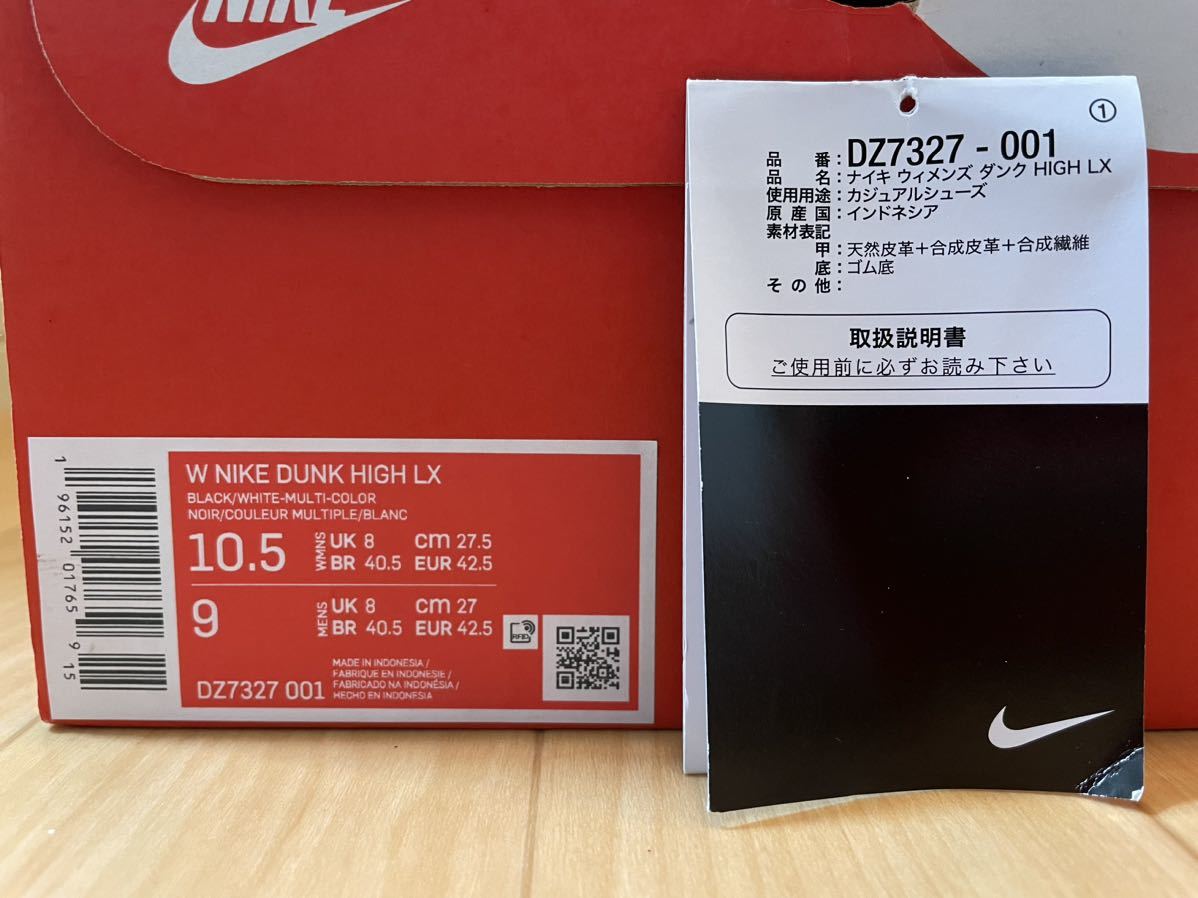 NIKE
W NIKE DUNK HIGH LX
BLACK/WHITE-MULTI-COLOR
NOIR/COULEUR MULTIPLE/BLANC
10.5 WMNS UK 8 cm 27.5
BR 40.5 EUR 42.5
9 MENS UK 8 cm 27
BR 40.5 EUR 42.5
RFID
MADE IN INDONESIA /
FABRIQUE EN INDONESIE /
FABRICADO NA INDONÉSIA /
HECHO EN INDONESIA
DZ7327 001
1 96152 01765 9 15
①
品 番：DZ7327 - 001
品 名：ナイキ ウィメンズ ダンク HIGH LX
使用用途：カジュアルシューズ
原 産 国：インドネシア
素材表記
甲：天然皮革＋合成皮革＋合成繊維
底：ゴム底
そ の 他：
取扱説明書
ご使用前に必ずお読み下さい